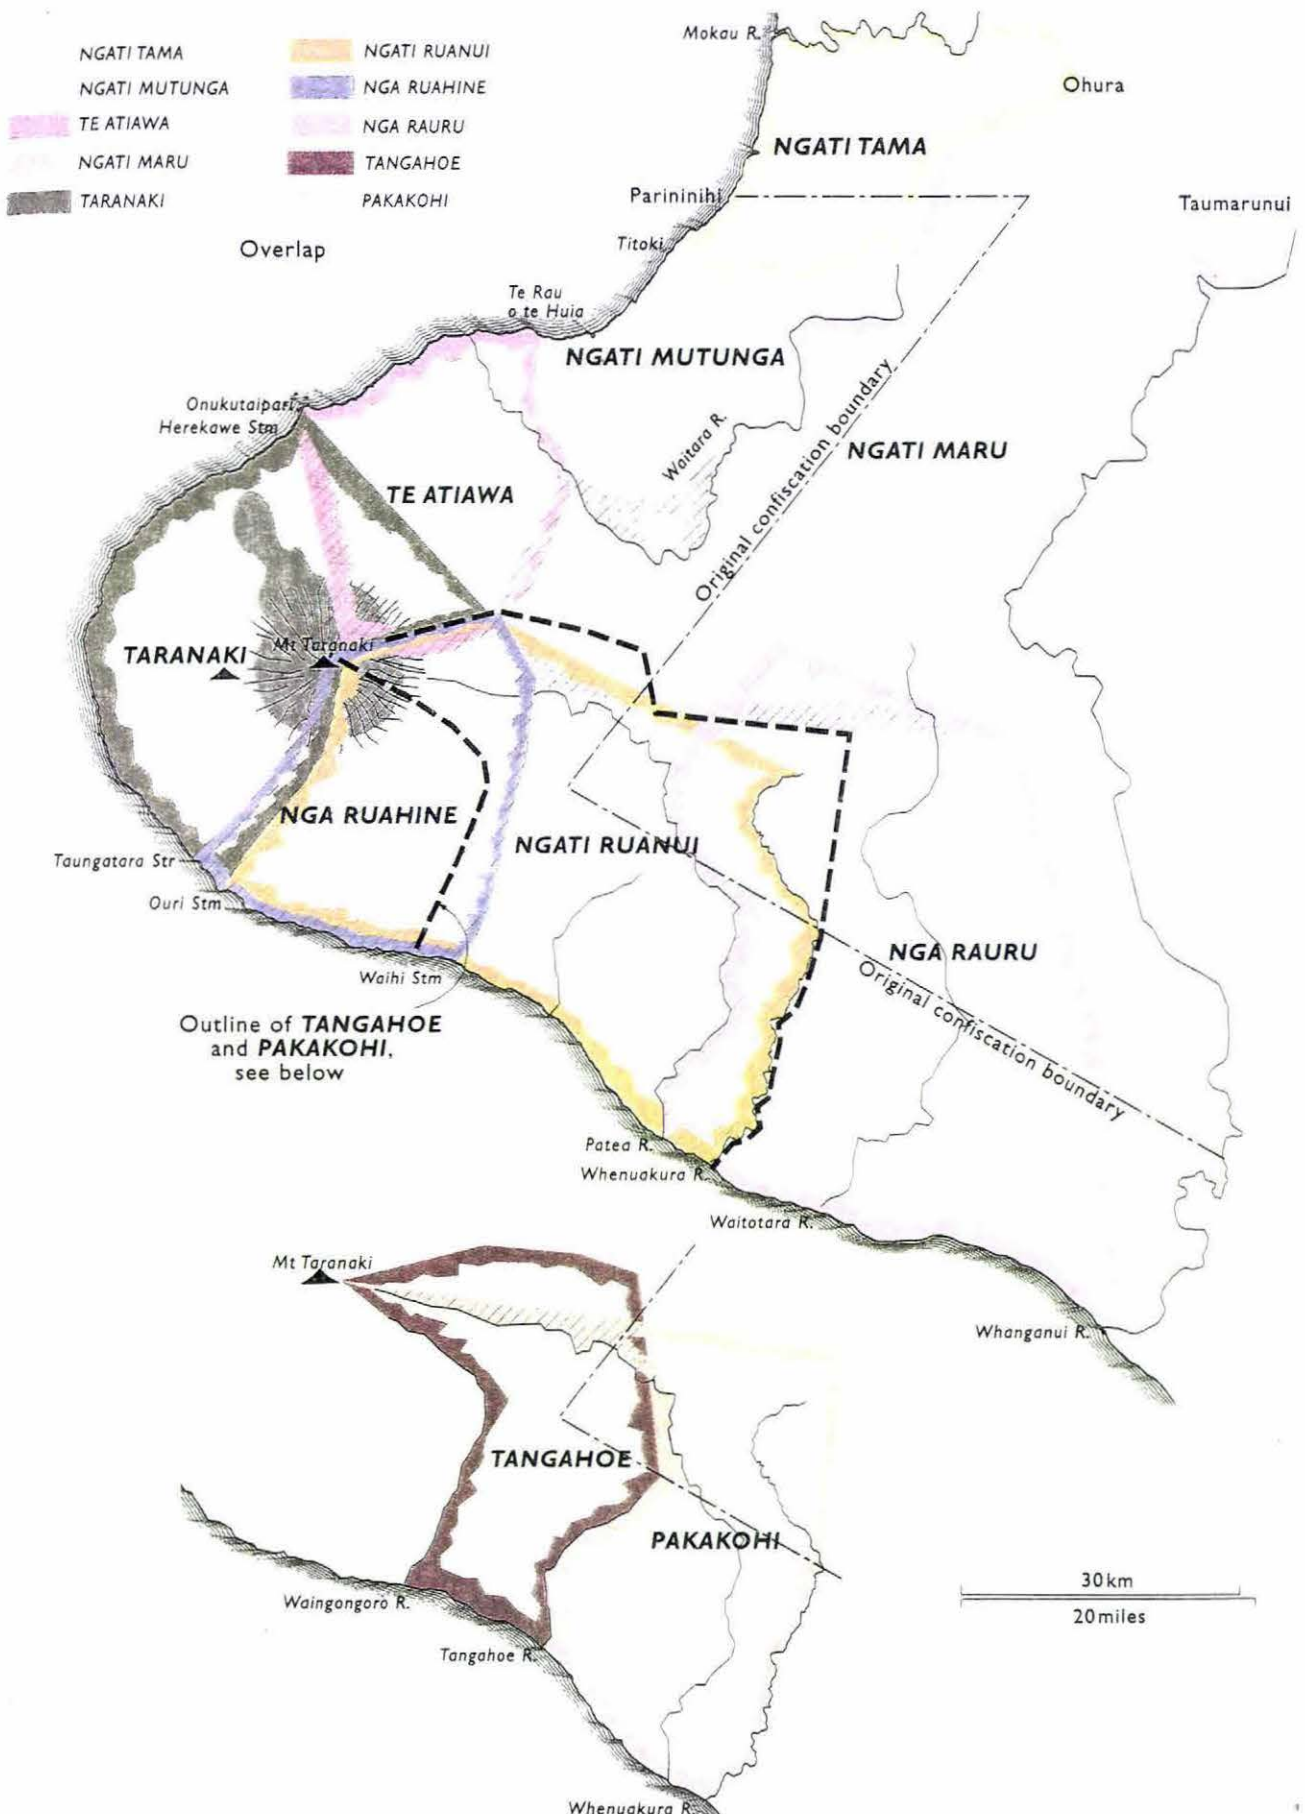 NGATI TAMA
NGATI RUANUI
NGATI MUTUNGA
NGA RUAHINE
TE ATIAWA
NGA RAURU
NGATI MARU
TANGAHOE
TARANAKI
PAKAKOHI
Overlap
Mokau R.
Ohura
NGATI TAMA
Parininihi
Taumarunui
Titoki
Te Rau
o te Huia
NGATI MUTUNGA
Onukutaipari
Herekawe Stm
Waitara R.
Original confiscation boundary
NGATI MARU
TE ATIAWA
TARANAKI
Mt Taranaki
NGA RUAHINE
NGATI RUANUI
Taungatara Str
Ouri Stm
NGA RAURU
Original confiscation boundary
Waihi Stm
Outline of TANGAHOE
and PAKAKOHI,
see below
Patea R.
Whenuakura R.
Waitotara R.
Mt Taranaki
Whanganui R.
TANGAHOE
PAKAKOHI
30 km
20 miles
Waingongoro R.
Tangahoe R.
Whenuakura R.